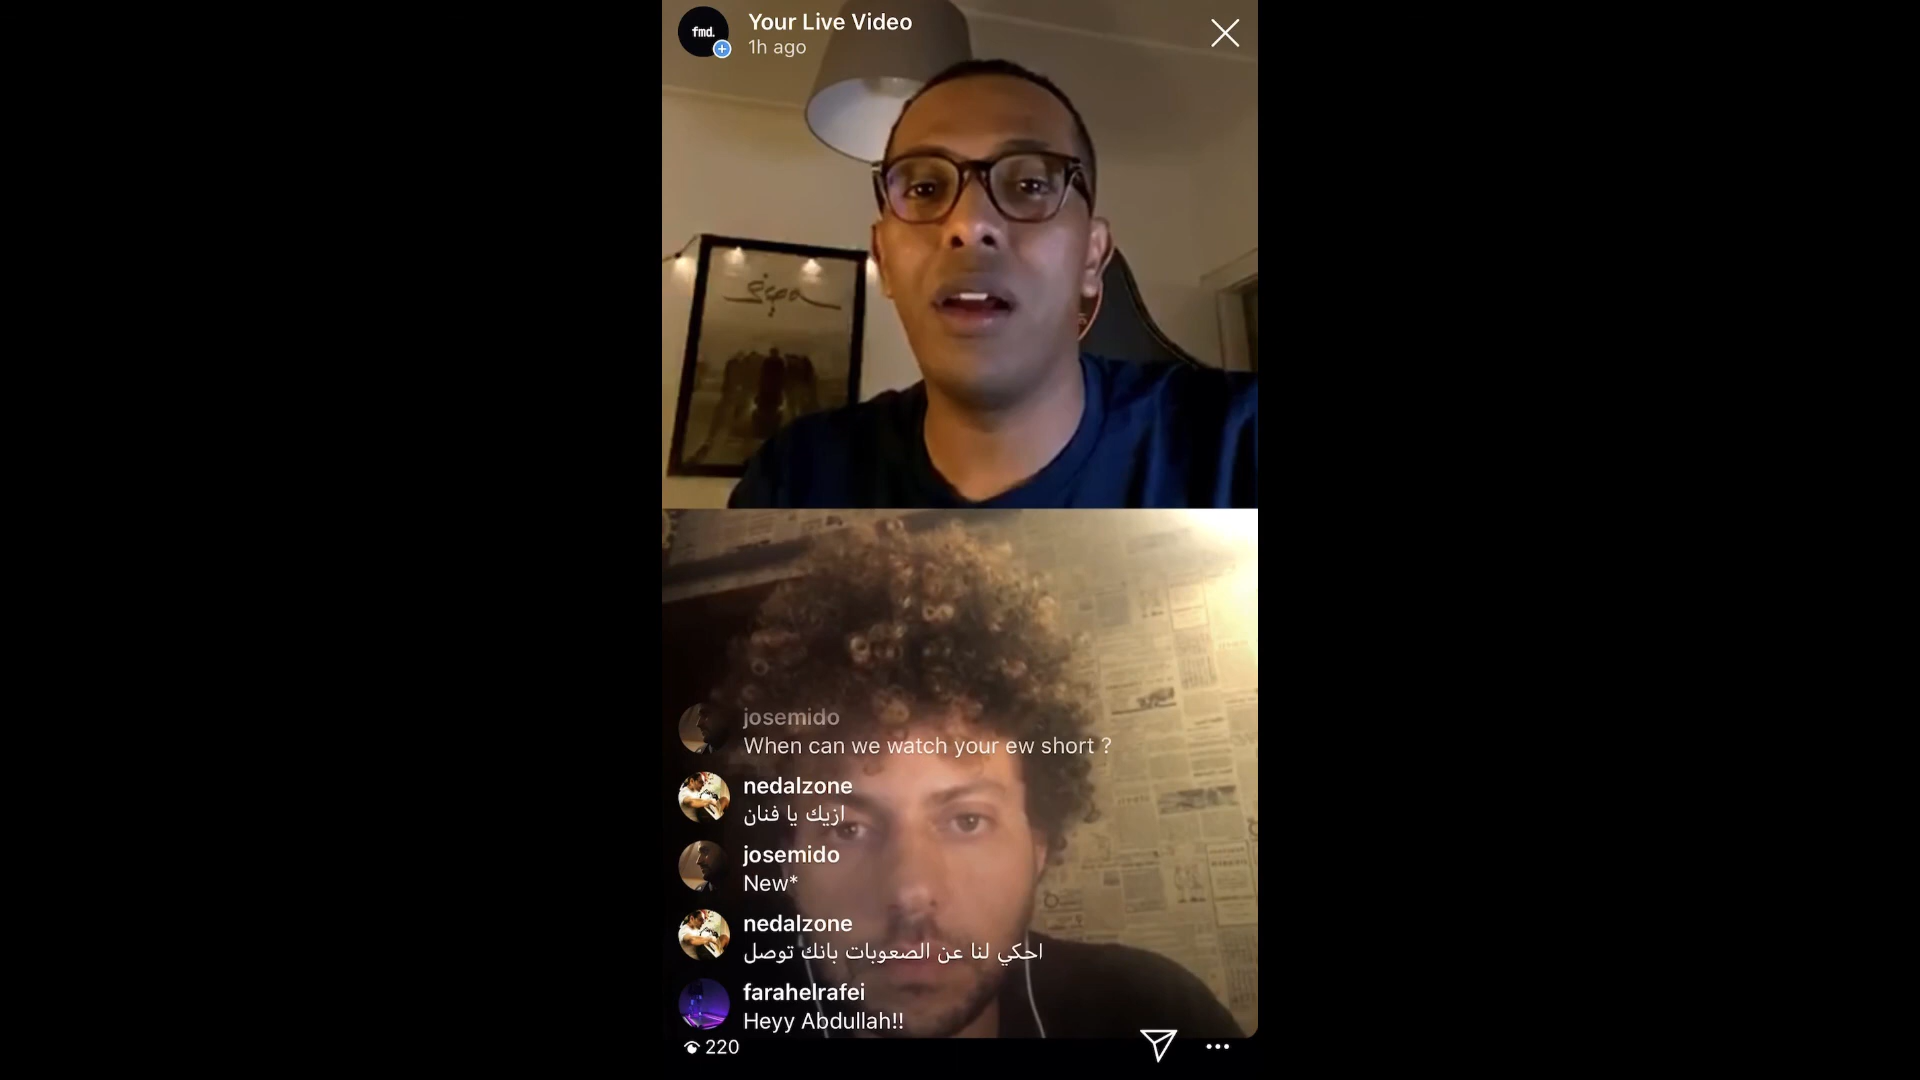 fmd.
Your Live Video
1h ago
josemido
When can we watch your ew short ?
nedalzone
ازيك يا فنان
josemido
New*
nedalzone
احكي لنا عن الصعوبات بانك توصل
farahelrafei
Heyy Abdullah!!
220